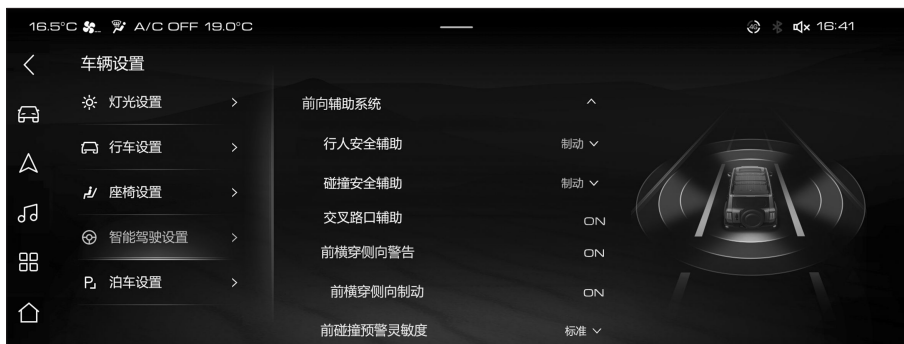 16.5°C A/C OFF 19.0°C 4G 16:41
车辆设置
灯光设置
行车设置
座椅设置
智能驾驶设置
泊车设置
前向辅助系统
行人安全辅助 制动
碰撞安全辅助 制动
交叉路口辅助 ON
前横穿侧向警告 ON
前横穿侧向制动 ON
前碰撞预警灵敏度 标准